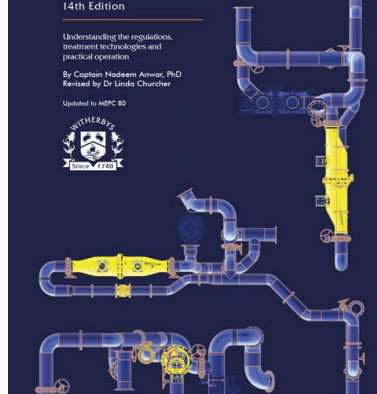 14th Edition
Understanding the regulations,
treatment technologies and
practical operation
By Captain Nadeem Anwar, PhD
Revised by Dr Linda Churcher
Updated to MEPC 80
WITHERBYS
Since 1740